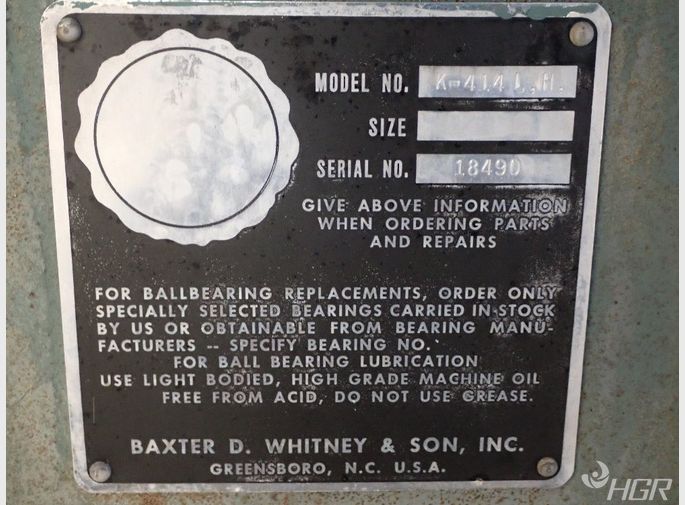 MODEL NO. K-414 L.H.
SIZE
SERIAL NO. 18490
GIVE ABOVE INFORMATION
WHEN ORDERING PARTS
AND REPAIRS
FOR BALLBEARING REPLACEMENTS, ORDER ONLY
SPECIALLY SELECTED BEARINGS CARRIED IN STOCK
BY US OR OBTAINABLE FROM BEARING MANU-
FACTURERS -- SPECIFY BEARING NO.
FOR BALL BEARING LUBRICATION
USE LIGHT BODIED, HIGH GRADE MACHINE OIL
FREE FROM ACID, DO NOT USE GREASE.
BAXTER D. WHITNEY & SON, INC.
GREENSBORO, N.C. U.S.A.
HGR